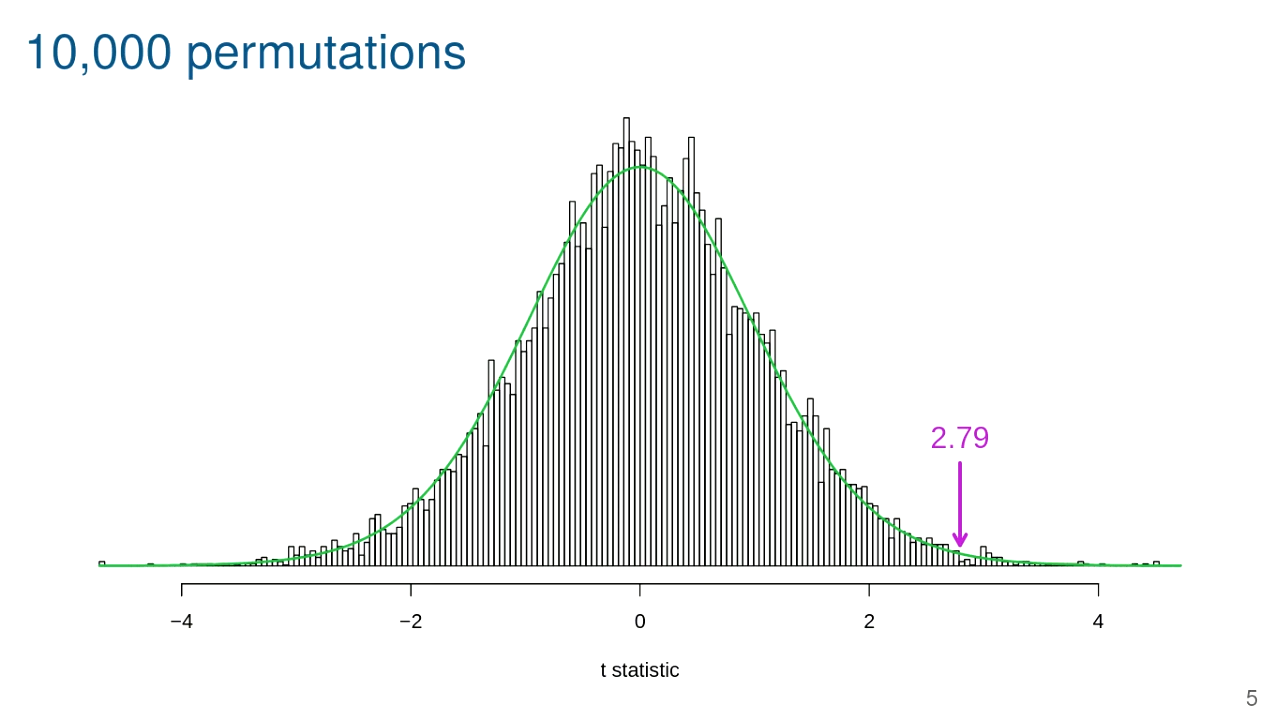 10,000 permutations
2.79
−4 −2 0 2 4
t statistic
5